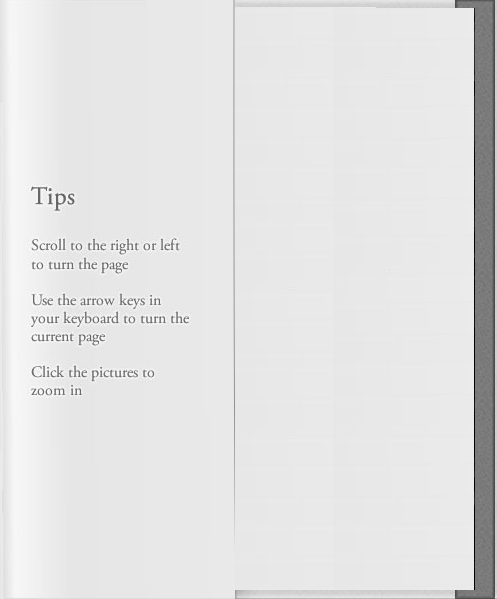 Tips
Scroll to the right or left
to turn the page
Use the arrow keys in
your keyboard to turn the
current page
Click the pictures to
zoom in